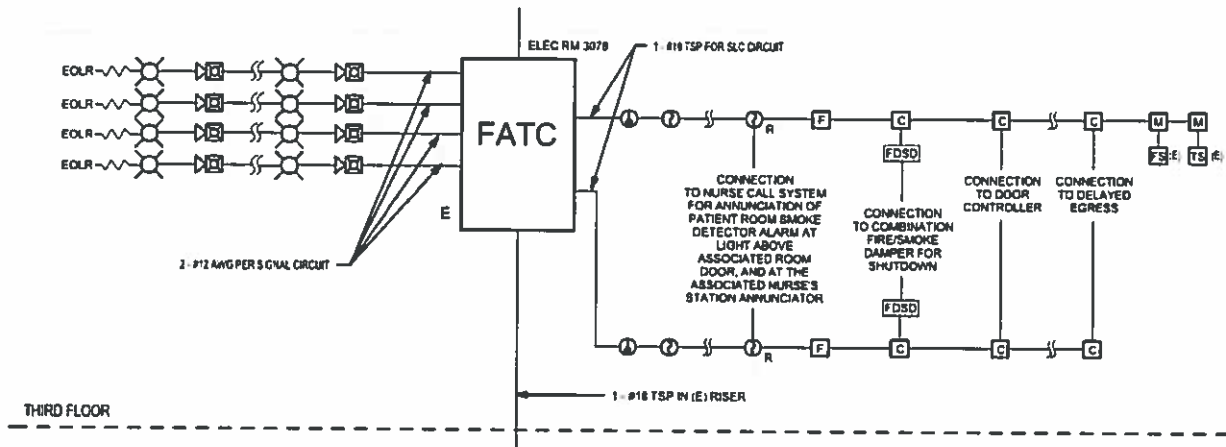 ELEC RM 3078
1 - #18 TSP FOR SLC CIRCUIT
EOLR
EOLR
EOLR
EOLR
FATC
E
R
F
C
C
C
M
M
FDSD
FS (E)
TS (E)
CONNECTION
TO NURSE CALL SYSTEM
FOR ANNUNCIATION OF
PATIENT ROOM SMOKE
DETECTOR ALARM AT
LIGHT ABOVE
ASSOCIATED ROOM
DOOR, AND AT THE
ASSOCIATED NURSE'S
STATION ANNUNCIATOR
CONNECTION
TO COMBINATION
FIRE/SMOKE
DAMPER FOR
SHUTDOWN
CONNECTION
TO DOOR
CONTROLLER
CONNECTION
TO DELAYED
EGRESS
2 - #12 AWG PER SIGNAL CIRCUIT
FDSD
R
F
C
C
C
1 - #18 TSP IN (E) RISER
THIRD FLOOR